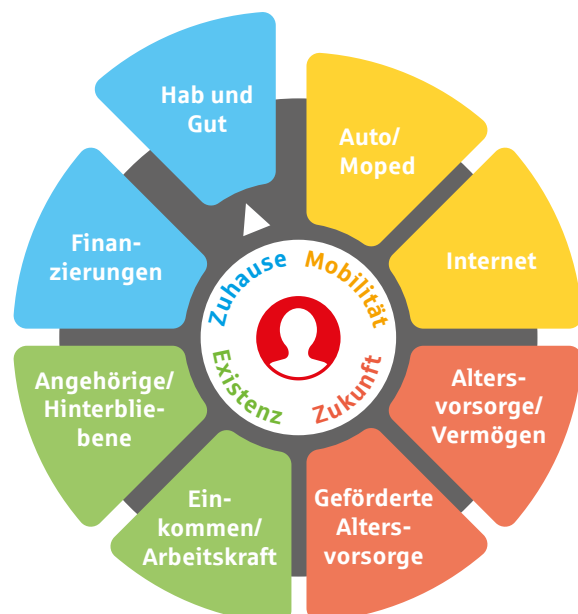 Hab und
Gut
Auto/
Moped
Internet
Alters-
vorsorge/
Vermögen
Geförderte
Alters-
vorsorge
Ein-
kommen/
Arbeitskraft
Angehörige/
Hinterblie-
bene
Finan-
zierungen
Zuhause
Mobilität
Zukunft
Existenz